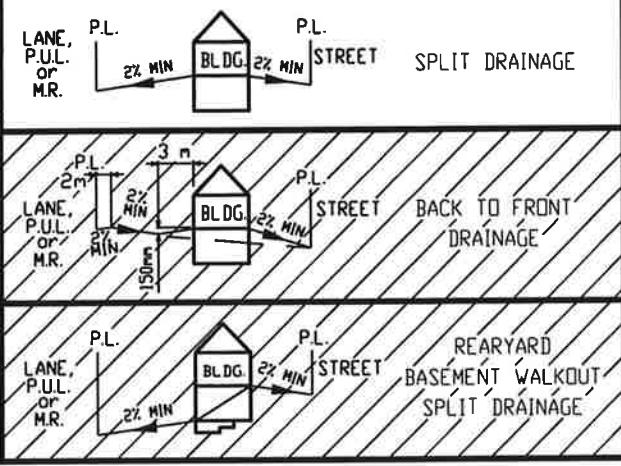 P.L.
P.L.
LANE,
P.U.L.
or
M.R.
2% MIN
BLDG.
2% MIN
STREET
SPLIT DRAINAGE
P.L.
2m
3 m
P.L.
LANE,
P.U.L.
or
M.R.
2% MIN
2% MIN
150mm
BLDG.
2% MIN
STREET
BACK TO FRONT
DRAINAGE
P.L.
P.L.
LANE,
P.U.L.
or
M.R.
2% MIN
BLDG.
2% MIN
STREET
REARYARD
BASEMENT WALKOUT
SPLIT DRAINAGE